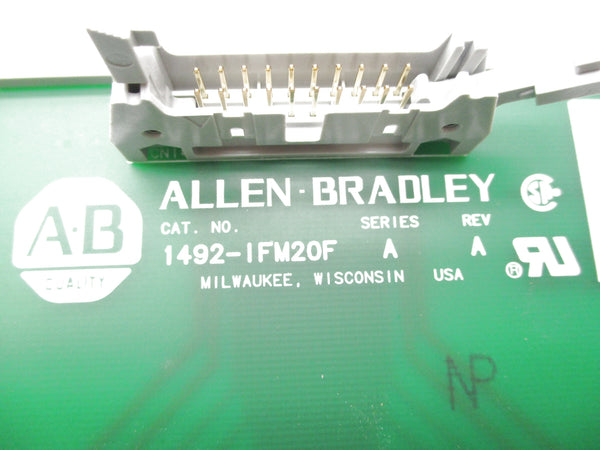 CN1
ALLEN-BRADLEY
A·B
QUALITY
CAT. NO. SERIES REV
1492-IFM20F A A
MILWAUKEE, WISCONSIN USA
NP